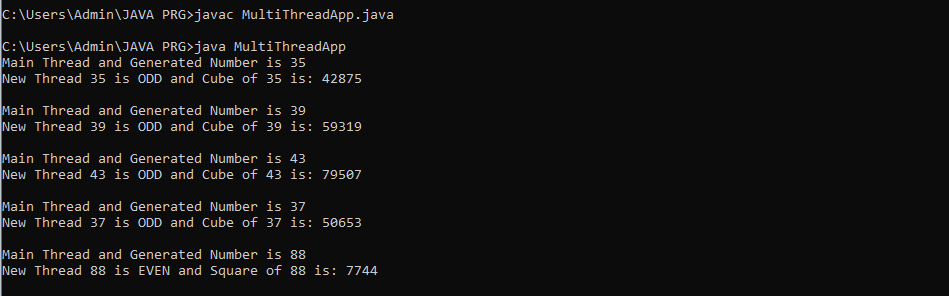 C:\Users\Admin\JAVA PRG>javac MultiThreadApp.java
C:\Users\Admin\JAVA PRG>java MultiThreadApp
Main Thread and Generated Number is 35
New Thread 35 is ODD and Cube of 35 is: 42875
Main Thread and Generated Number is 39
New Thread 39 is ODD and Cube of 39 is: 59319
Main Thread and Generated Number is 43
New Thread 43 is ODD and Cube of 43 is: 79507
Main Thread and Generated Number is 37
New Thread 37 is ODD and Cube of 37 is: 50653
Main Thread and Generated Number is 88
New Thread 88 is EVEN and Square of 88 is: 7744